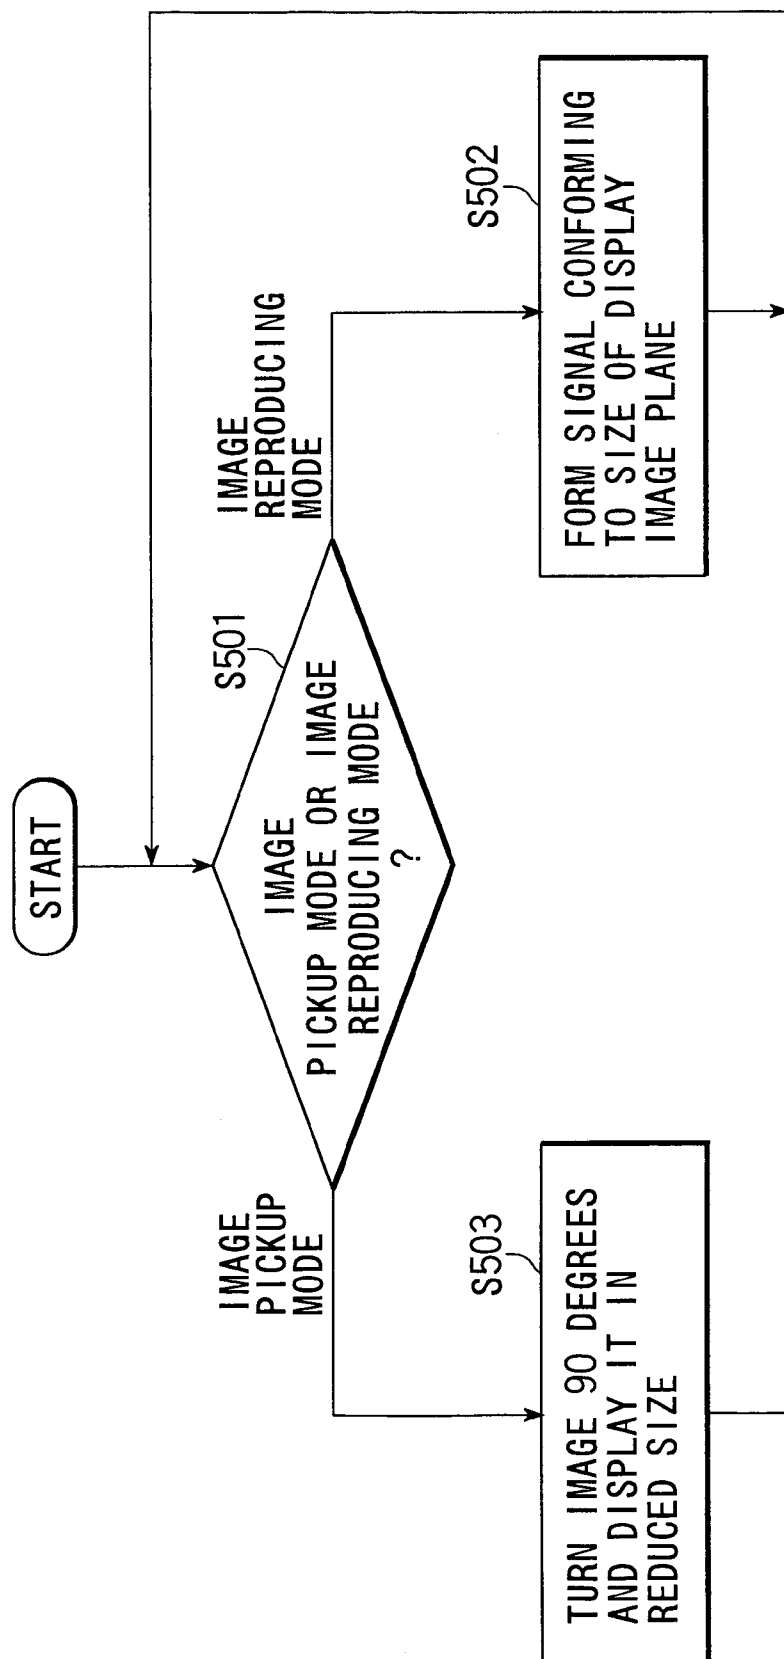 START
S501
IMAGE
PICKUP MODE OR IMAGE
REPRODUCING MODE
?
IMAGE
PICKUP
MODE
IMAGE
REPRODUCING
MODE
S503
TURN IMAGE 90 DEGREES
AND DISPLAY IT IN
REDUCED SIZE
S502
FORM SIGNAL CONFORMING
TO SIZE OF DISPLAY
IMAGE PLANE